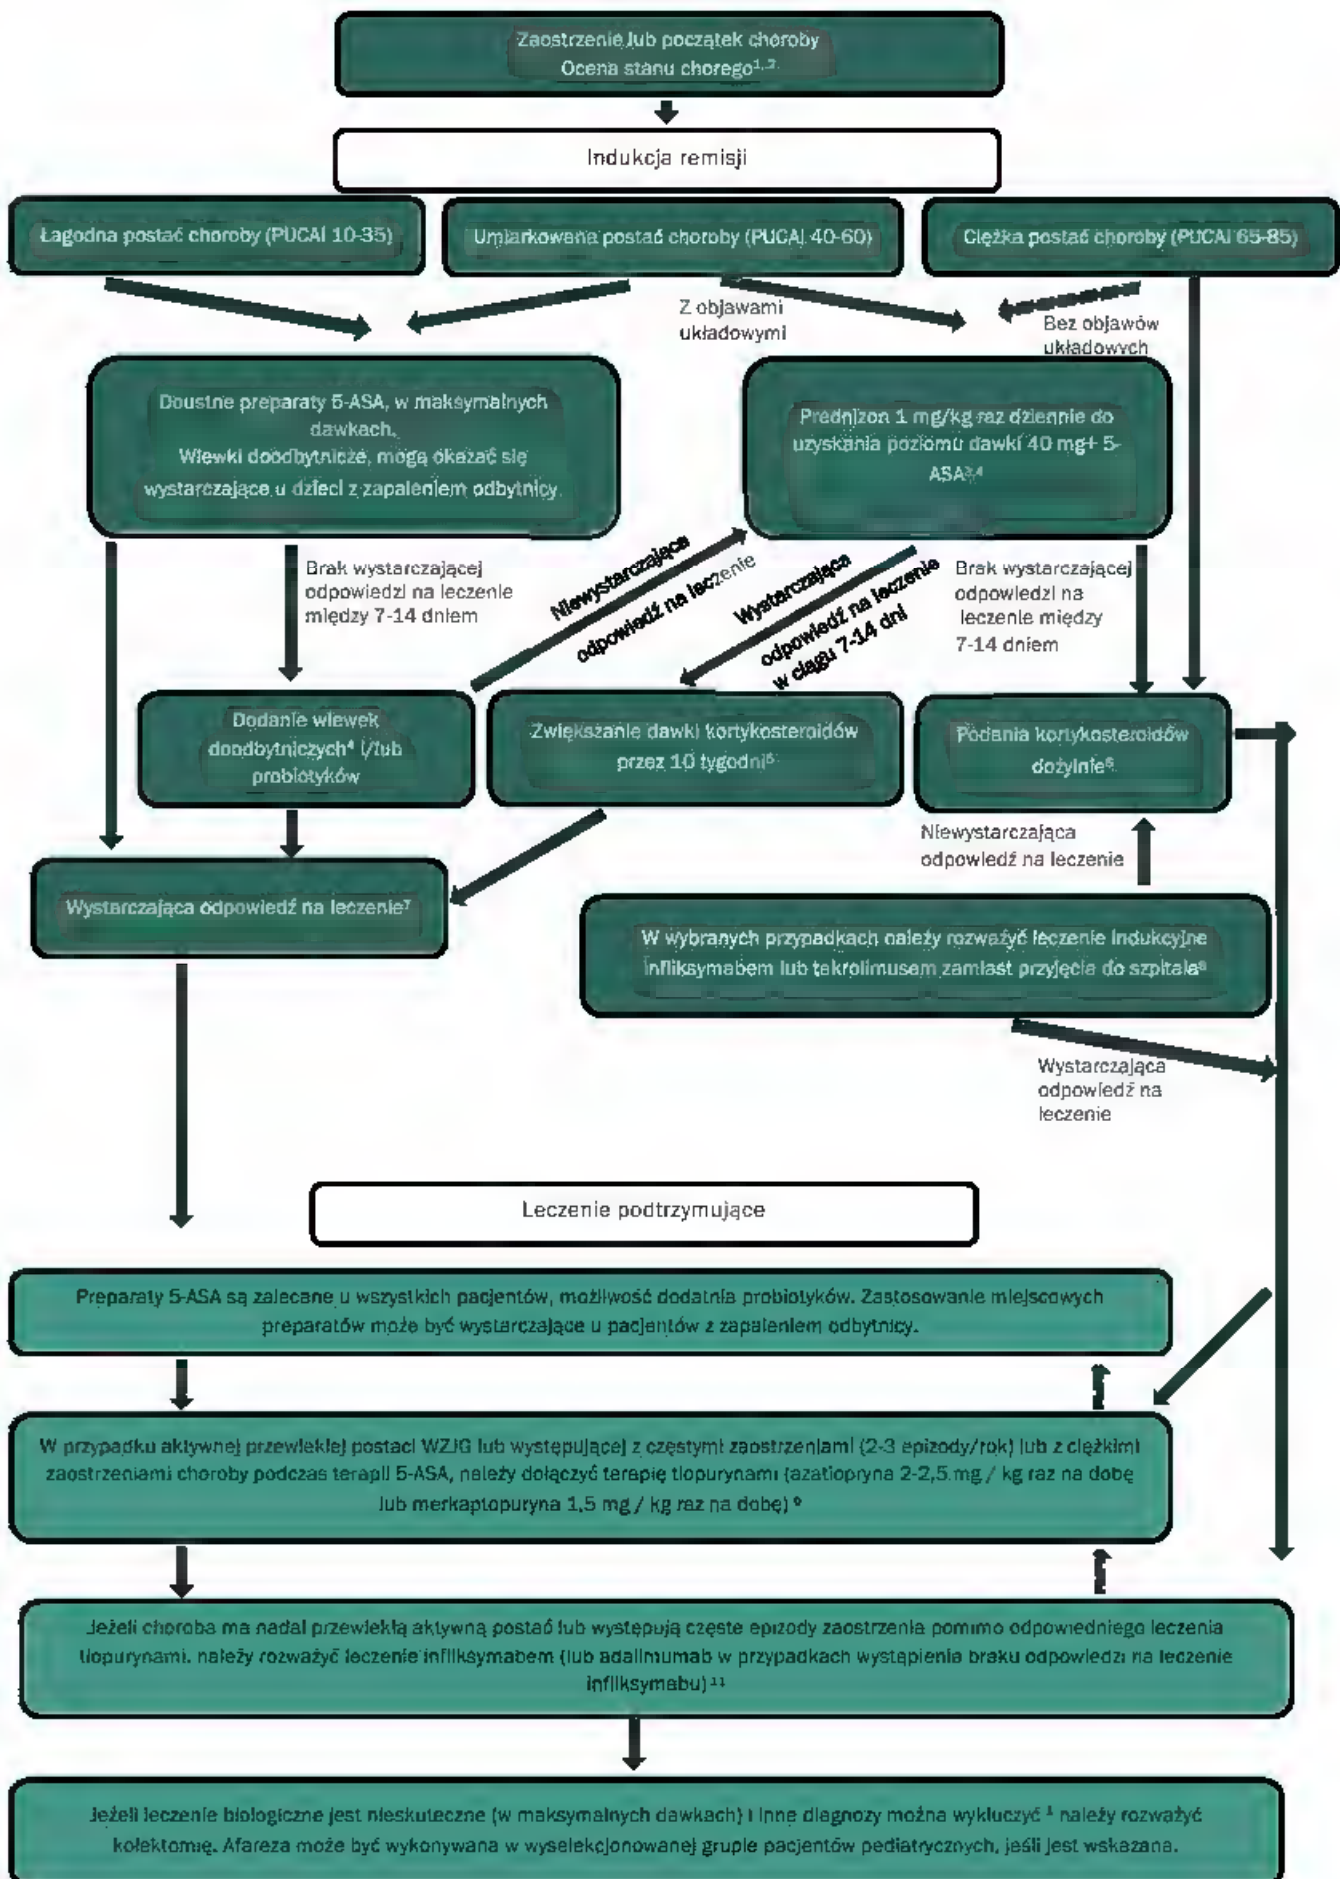 Zaostrzenie lub początek choroby
Ocena stanu chorego¹,²
Indukcja remisji
Łagodna postać choroby (PUCAI 10-35)
Umiarkowana postać choroby (PUCAI 40-60)
Ciężka postać choroby (PUCAI 65-85)
Z objawami
układowymi
Bez objawów
układowych
Doustne preparaty 5-ASA, w maksymalnych
dawkach.
Wlewki doodbytnicze, mogą okazać się
wystarczające u dzieci z zapaleniem odbytnicy.
Prednizon 1 mg/kg raz dziennie do
uzyskania poziomu dawki 40 mg+ 5-
ASA³,⁴
Brak wystarczającej
odpowiedzi na leczenie
między 7-14 dniem
Niewystarczająca
odpowiedź na leczenie
Wystarczająca
odpowiedź na leczenie
w ciągu 7-14 dni
Brak wystarczającej
odpowiedzi na
leczenie między
7-14 dniem
Dodanie wlewek
doodbytniczych⁴ i/lub
probiotyków
Zwiększanie dawki kortykosteroidów
przez 10 tygodni⁵
Podania kortykosteroidów
dożylnie⁶
Niewystarczająca
odpowiedź na leczenie
Wystarczająca odpowiedź na leczenie⁷
W wybranych przypadkach należy rozważyć leczenie indukcyjne
infliksymabem lub takrolimusem zamiast przyjęcia do szpitala⁸
Wystarczająca
odpowiedź na
leczenie
Leczenie podtrzymujące
Preparaty 5-ASA są zalecane u wszystkich pacjentów, możliwość dodatnia probiotyków. Zastosowanie miejscowych
preparatów może być wystarczające u pacjentów z zapaleniem odbytnicy.
W przypadku aktywnej przewlekłej postaci WZJG lub występującej z częstymi zaostrzeniami (2-3 epizody/rok) lub z ciężkimi
zaostrzeniami choroby podczas terapii 5-ASA, należy dołączyć terapię tiopurynami (azatiopryna 2-2,5 mg / kg raz na dobę
lub merkaptopuryna 1,5 mg / kg raz na dobę) ⁹
Jeżeli choroba ma nadal przewlekłą aktywną postać lub występują częste epizody zaostrzenia pomimo odpowiedniego leczenia
tiopurynami. należy rozważyć leczenie infliksymabem (lub adalimumab w przypadkach wystąpienia braku odpowiedzi na leczenie
infliksymabu) ¹¹
Jeżeli leczenie biologiczne jest nieskuteczne (w maksymalnych dawkach) i inne diagnozy można wykluczyć ¹ należy rozważyć
kolektomię. Afareza może być wykonywana w wyselekcjonowanej grupie pacjentów pediatrycznych, jeśli jest wskazana.